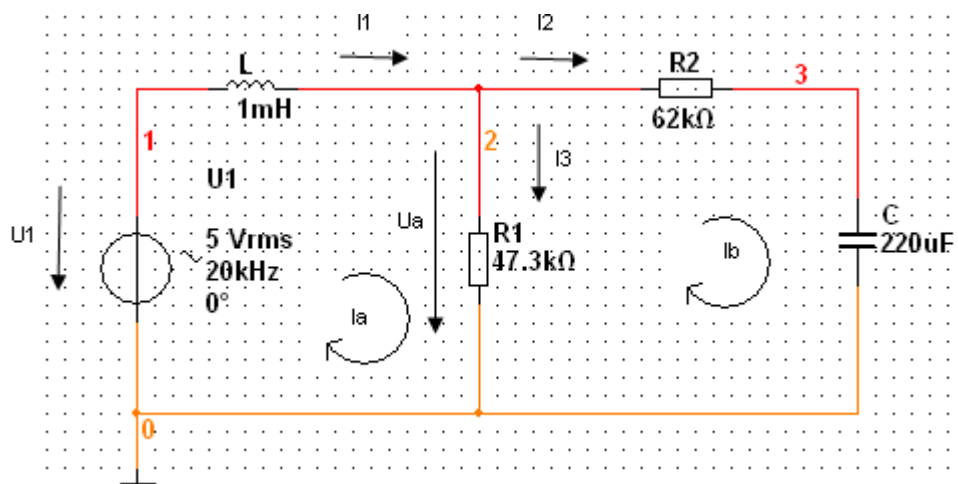 I1
I2
L
1mH
R2
62kΩ
3
1
2
I3
U1
U1
5 Vrms
20kHz
0°
Ua
R1
47.3kΩ
C
220uF
Ia
Ib
0